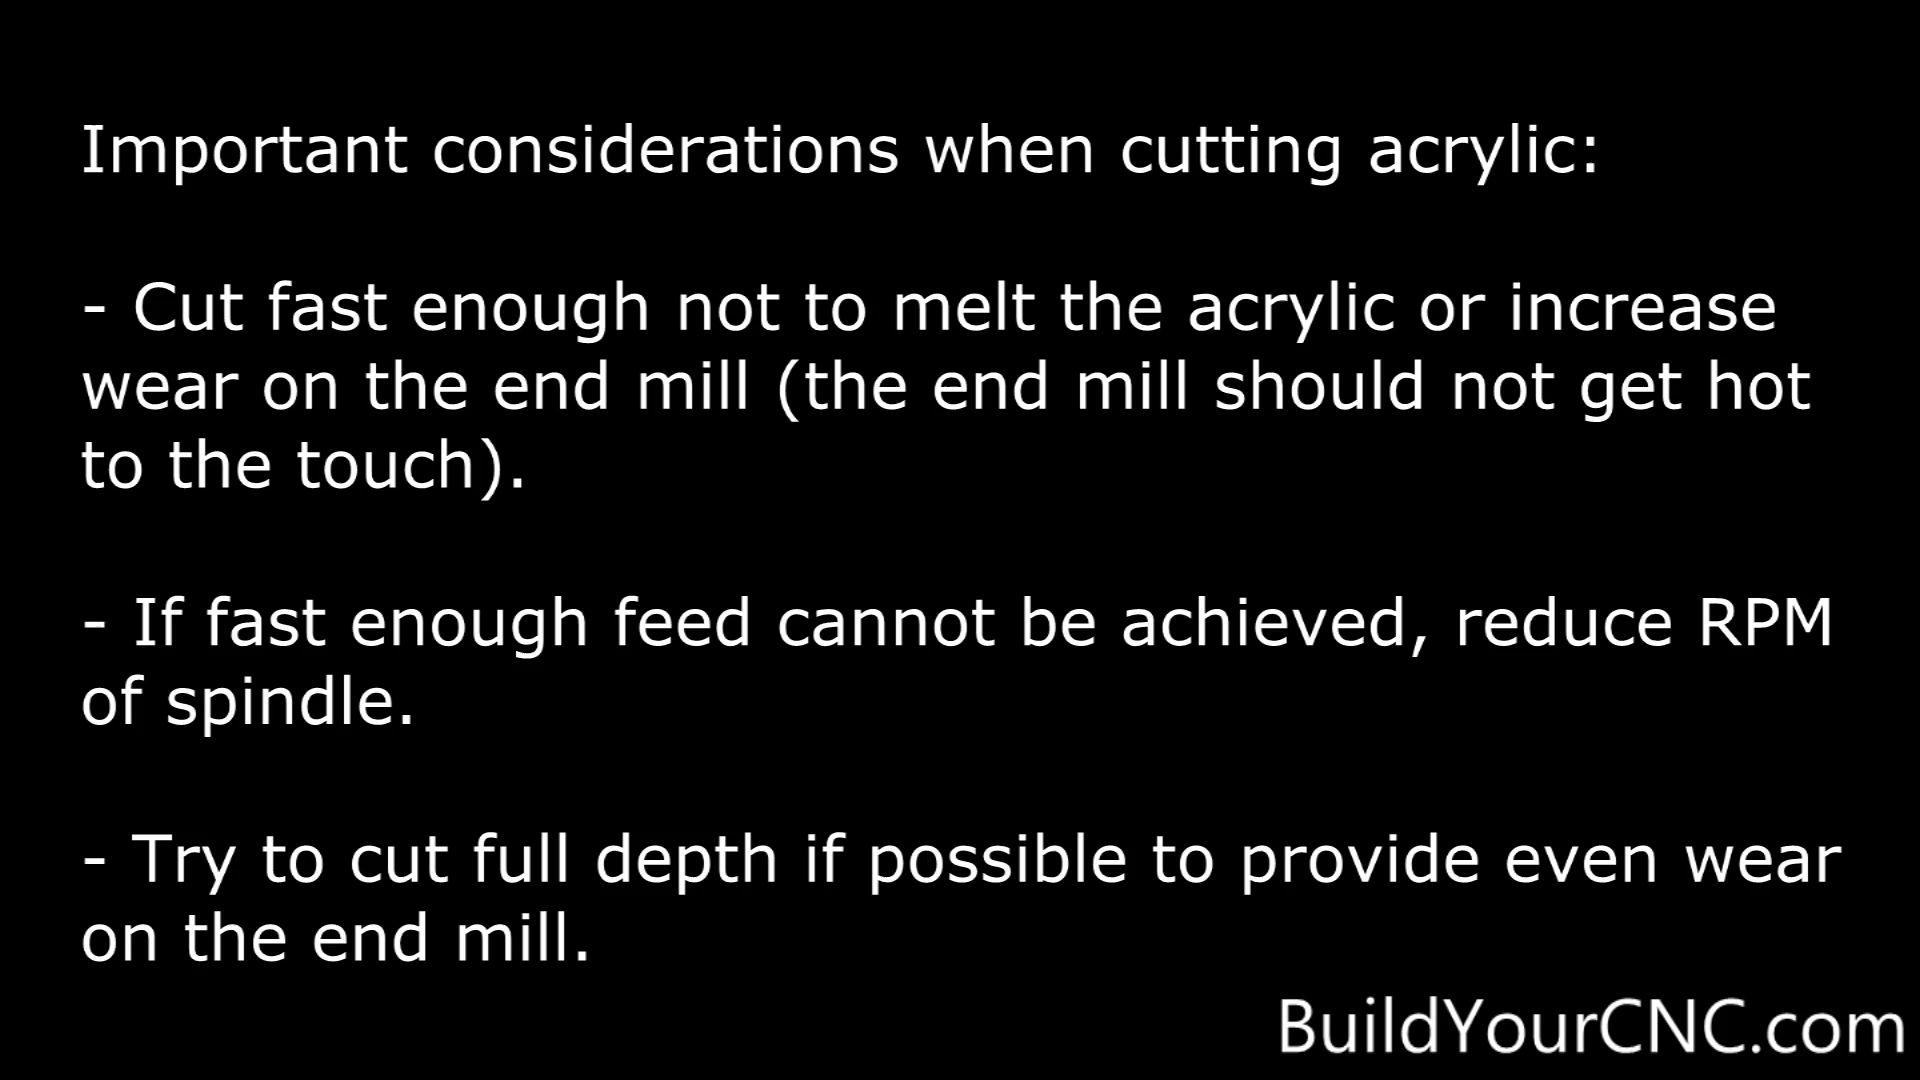 Important considerations when cutting acrylic:
- Cut fast enough not to melt the acrylic or increase
wear on the end mill (the end mill should not get hot
to the touch).
- If fast enough feed cannot be achieved, reduce RPM
of spindle.
- Try to cut full depth if possible to provide even wear
on the end mill.
BuildYourCNC.com